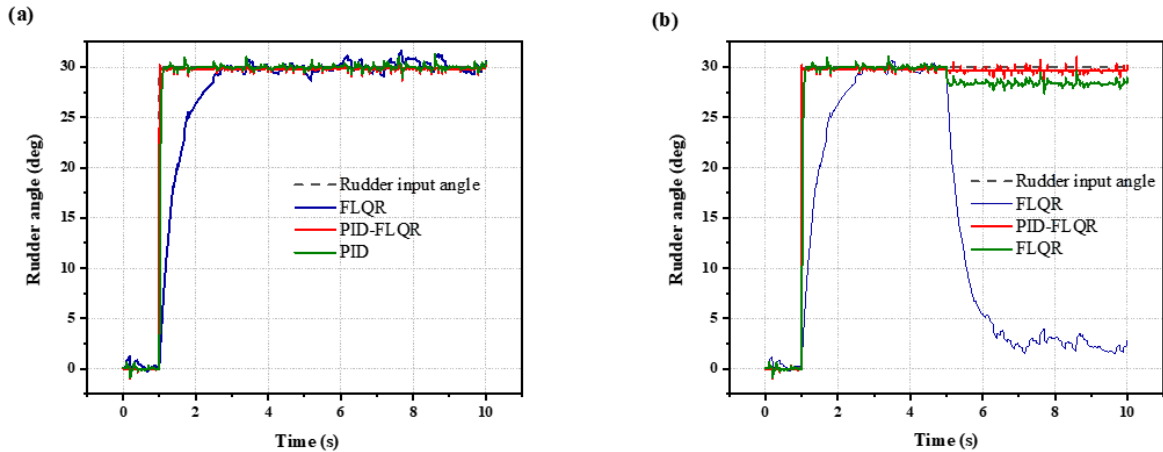 (a)
Rudder angle (deg)
30
25
20
15
10
5
0
0 2 4 6 8 10
Time (s)
Rudder input angle
FLQR
PID-FLQR
PID
(b)
Rudder angle (deg)
30
25
20
15
10
5
0
0 2 4 6 8 10
Time (s)
Rudder input angle
FLQR
PID-FLQR
FLQR